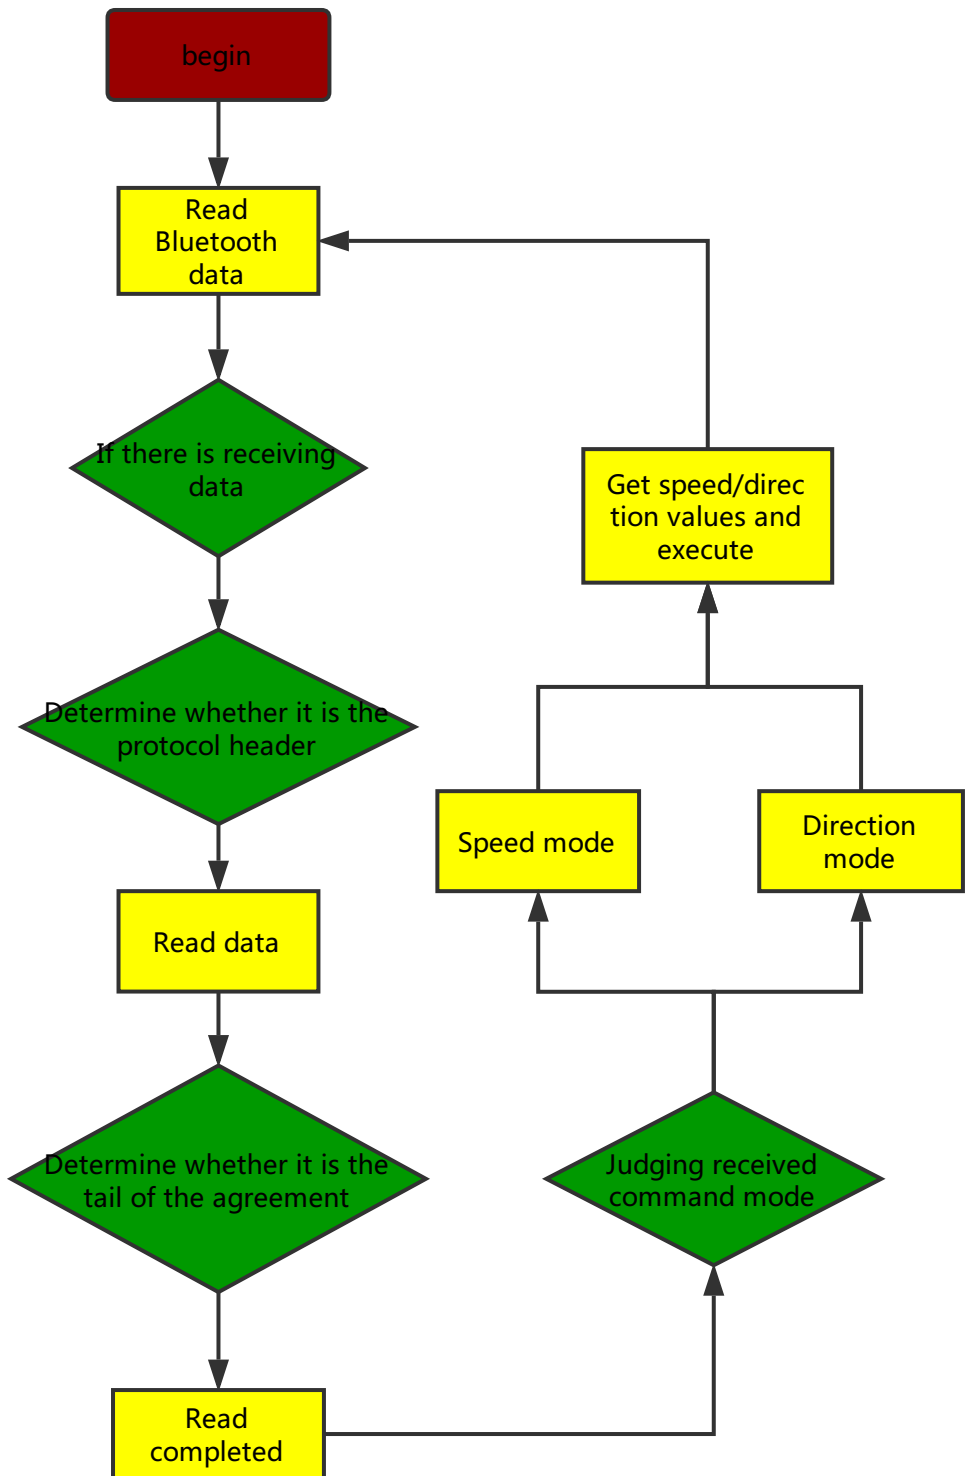 begin
Read
Bluetooth
data
If there is receiving
data
Determine whether it is the
protocol header
Read data
Determine whether it is the
tail of the agreement
Read
completed
Judging received
command mode
Speed mode
Direction
mode
Get speed/direc
tion values and
execute